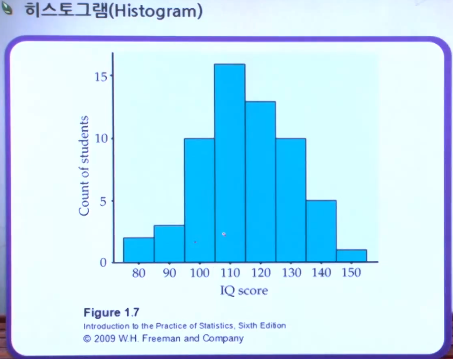 히스토그램(Histogram)
15
10
5
0
Count of students
80 90 100 110 120 130 140 150
IQ score
Figure 1.7
Introduction to the Practice of Statistics, Sixth Edition
© 2009 W.H. Freeman and Company